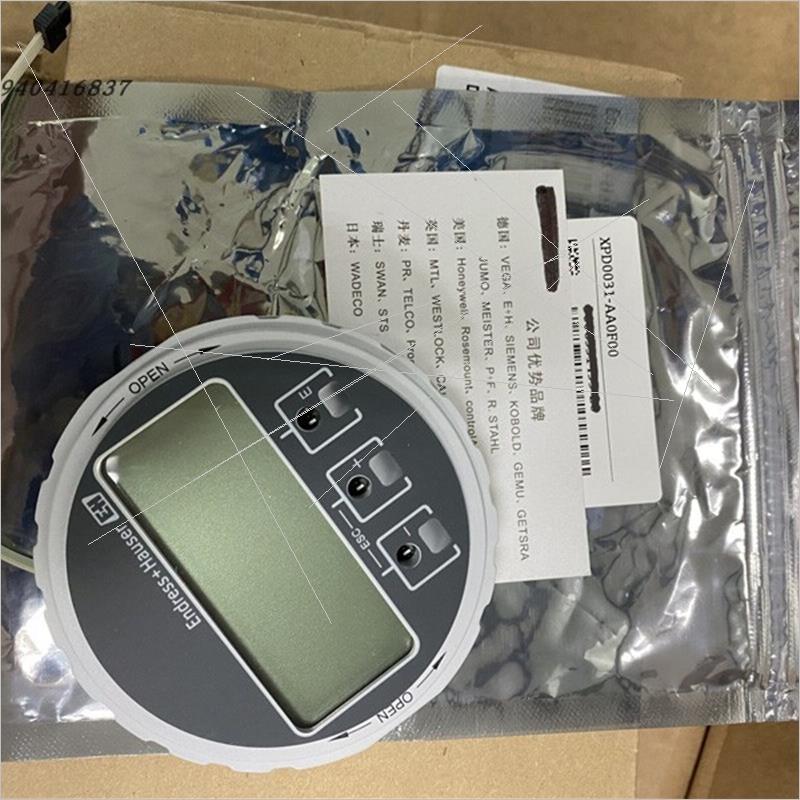 940416837
XPD0031-AA0F00
公司优势品牌
德国: VEGA、E+H、SIEMENS、KOBOLD、GEMU、GETSRA
JUMO、MEISTER、P+F、R.STAHL
美国: Honeywell、Rosemount、control
英国: MTL、WESTLOCK、
丹麦: PR、TELCO、
瑞士: SWAN、STS
日本: WADECO
OPEN
E
+
-
ESC
EH
Endress+Hauser
OPEN